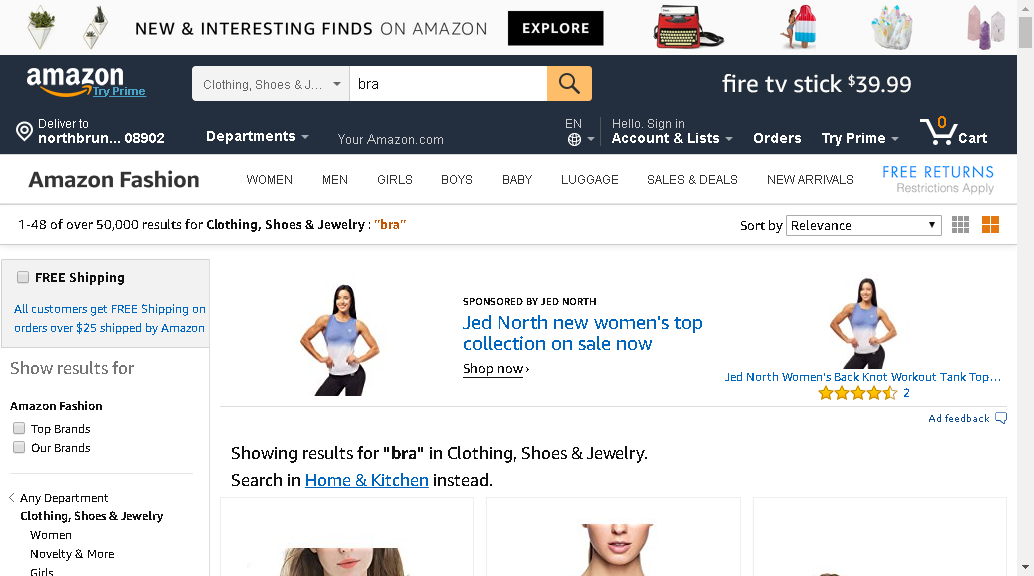 NEW & INTERESTING FINDS ON AMAZON EXPLORE
amazon
Try Prime
Clothing, Shoes & J... bra
fire tv stick $39.99
Deliver to
northbrun... 08902
Departments
Your Amazon.com
EN
Hello. Sign in
Account & Lists
Orders
Try Prime
0
Cart
Amazon Fashion
WOMEN MEN GIRLS BOYS BABY LUGGAGE SALES & DEALS NEW ARRIVALS
FREE RETURNS
Restrictions Apply
1-48 of over 50,000 results for Clothing, Shoes & Jewelry : "bra"
Sort by Relevance
FREE Shipping
All customers get FREE Shipping on
orders over $25 shipped by Amazon
Show results for
Amazon Fashion
Top Brands
Our Brands
Any Department
Clothing, Shoes & Jewelry
Women
Novelty & More
Girls
SPONSORED BY JED NORTH
Jed North new women's top
collection on sale now
Shop now ›
Jed North Women's Back Knot Workout Tank Top...
2
Ad feedback
Showing results for "bra" in Clothing, Shoes & Jewelry.
Search in Home & Kitchen instead.